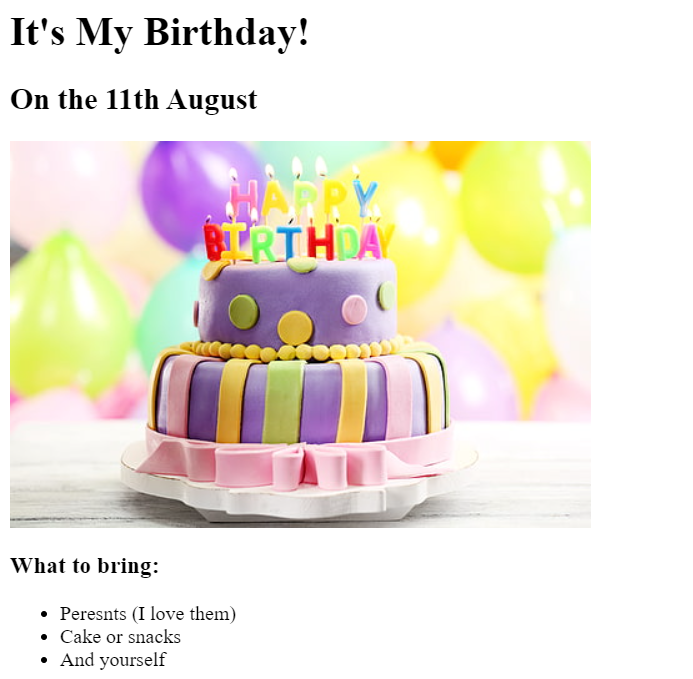 It's My Birthday!
On the 11th August
HAPPY
BIRTHDAY
What to bring:
Peresnts (I love them)
Cake or snacks
And yourself